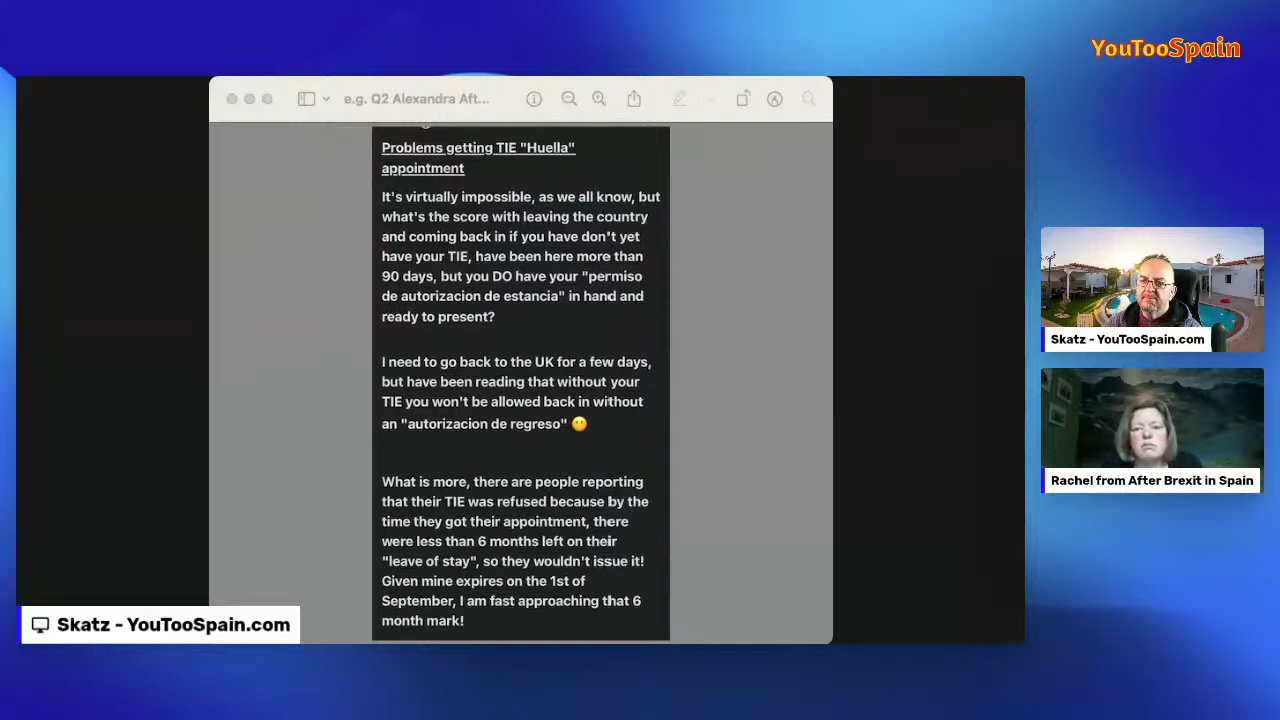 YouTooSpain
e.g. Q2 Alexandra Aft...
Problems getting TIE "Huella"
appointment
It's virtually impossible, as we all know, but
what's the score with leaving the country
and coming back in if you have don't yet
have your TIE, have been here more than
90 days, but you DO have your "permiso
de autorizacion de estancia" in hand and
ready to present?
I need to go back to the UK for a few days,
but have been reading that without your
TIE you won't be allowed back in without
an "autorizacion de regreso" 😶
What is more, there are people reporting
that their TIE was refused because by the
time they got their appointment, there
were less than 6 months left on their
"leave of stay", so they wouldn't issue it!
Given mine expires on the 1st of
September, I am fast approaching that 6
month mark!
Skatz - YouTooSpain.com
Skatz - YouTooSpain.com
Rachel from After Brexit in Spain